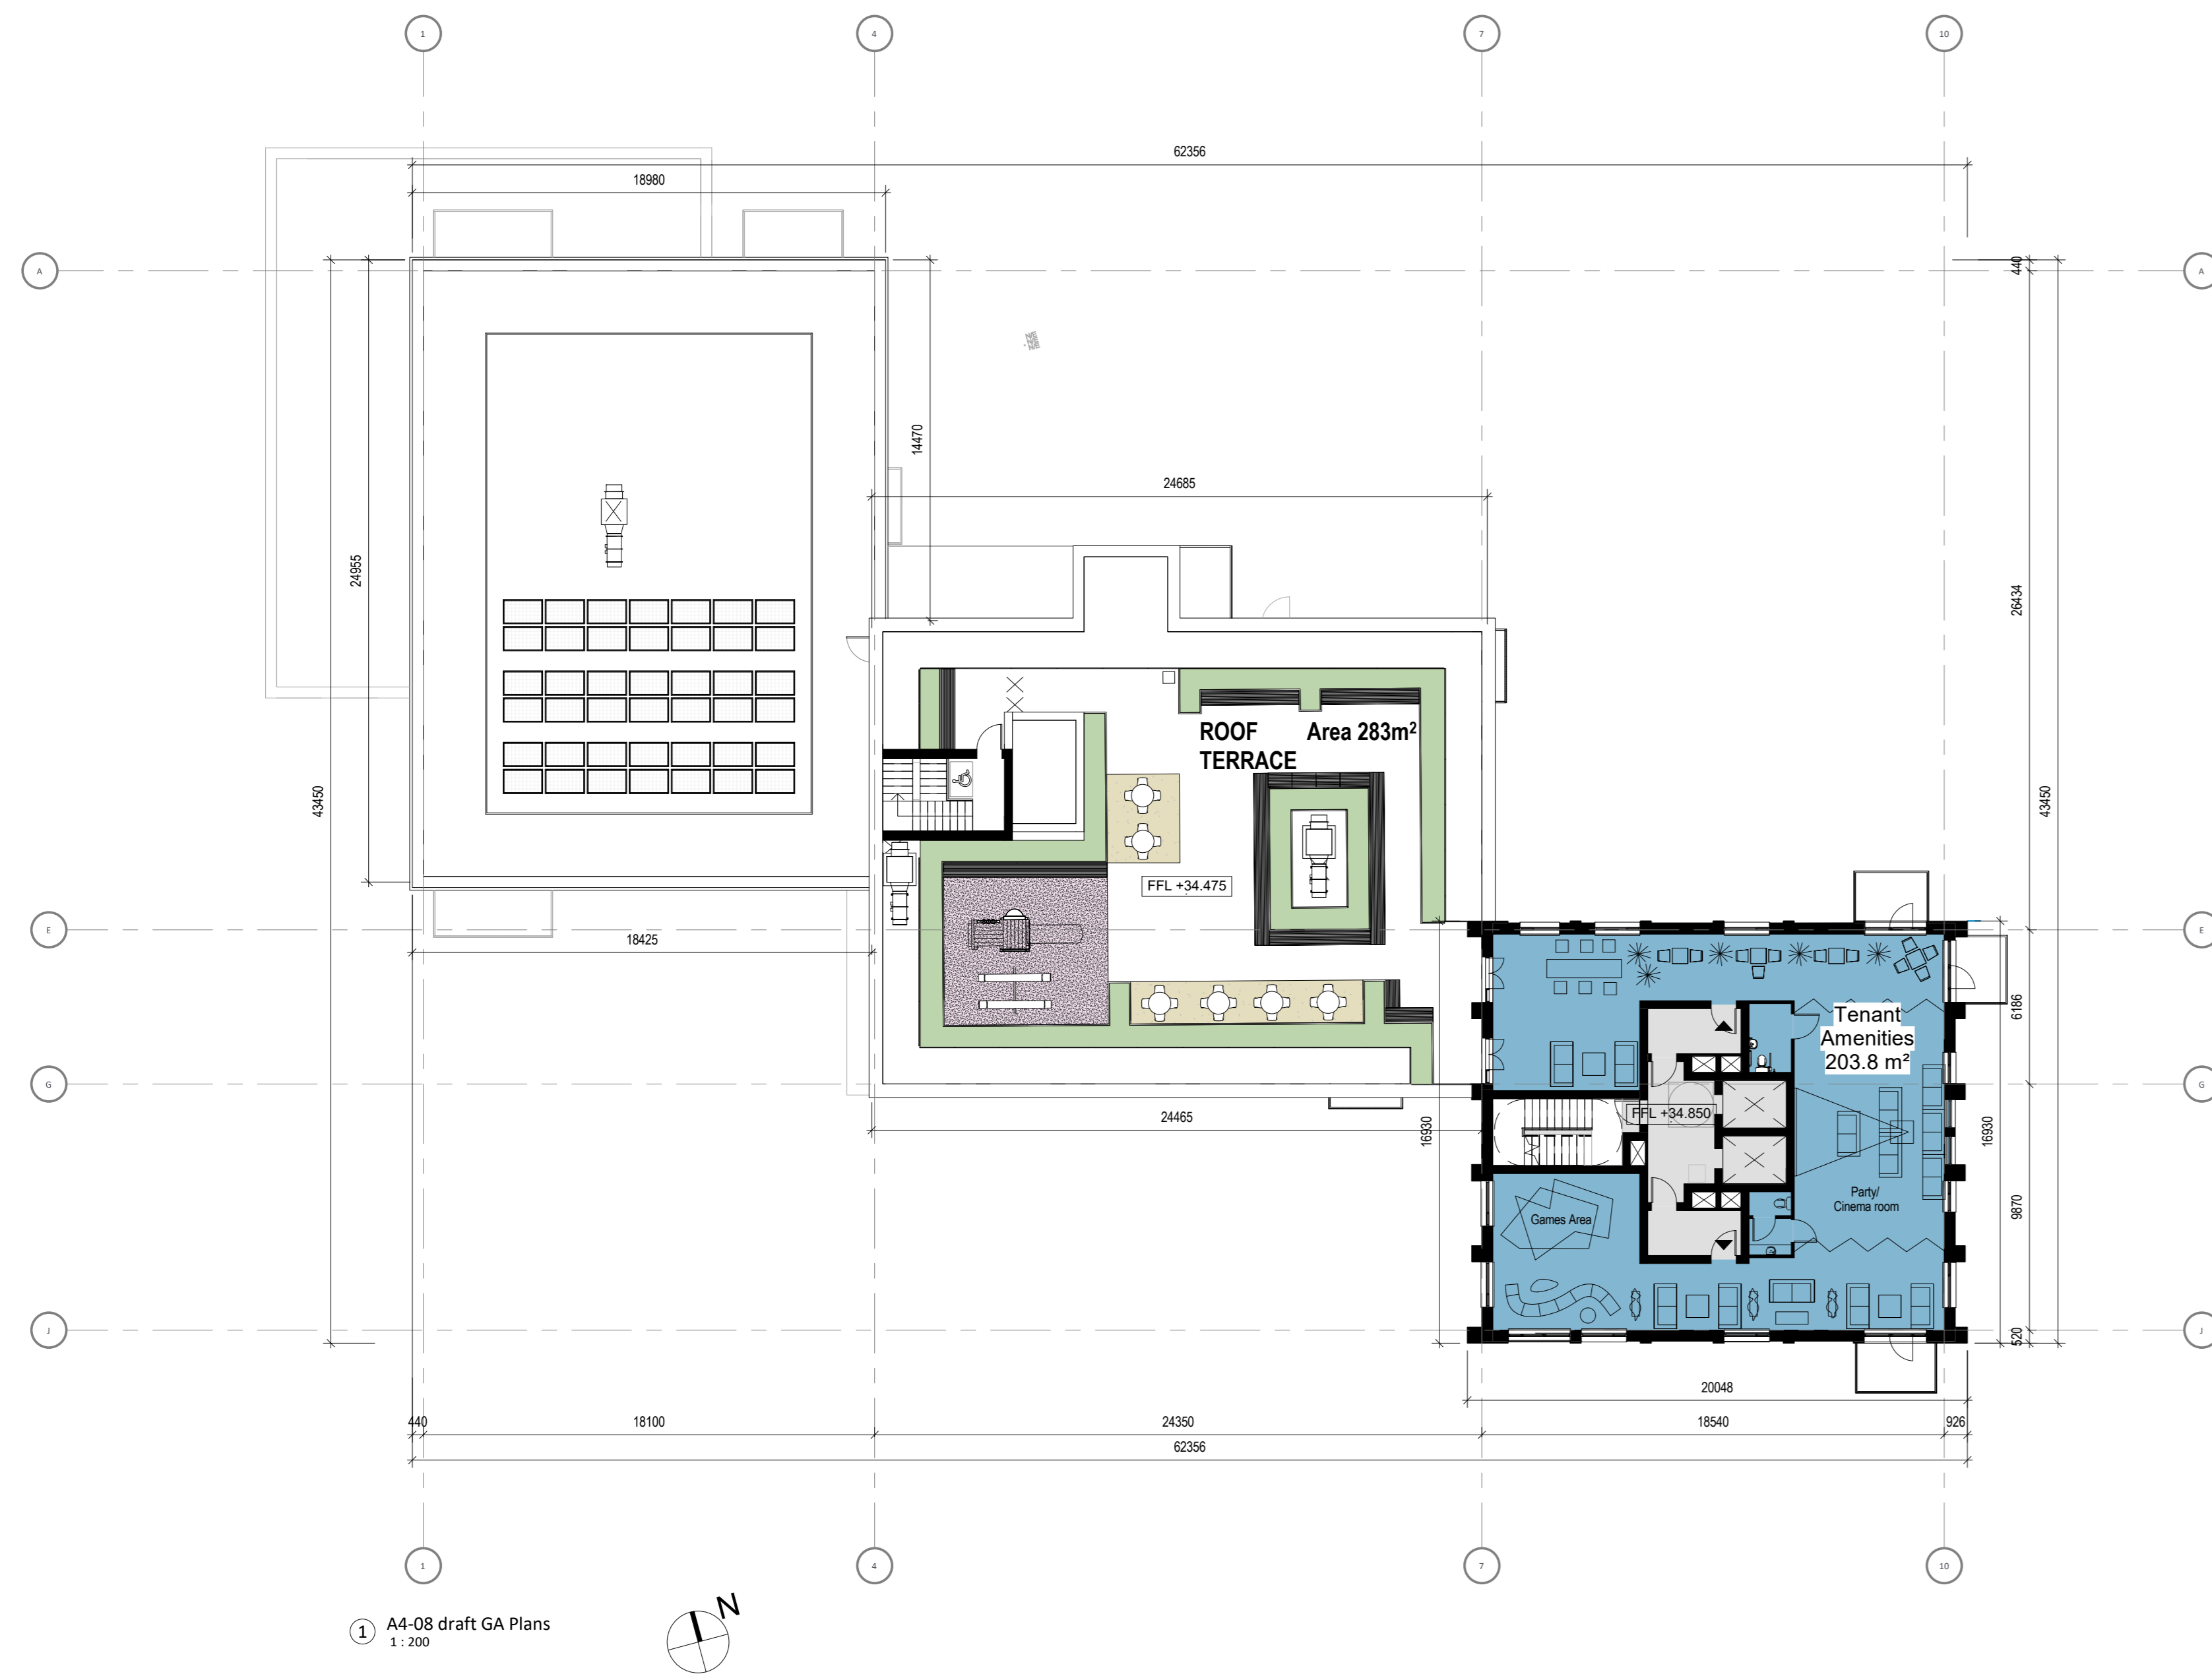 1
4
7
10
62356
18980
A
A
440
14470
24685
24955
26434
43450
43450
ROOF
TERRACE
Area 283m²
FFL +34.475
18425
E
E
6186
Tenant
Amenities
203.8 m²
G
G
24465
16930
FFL +34.850
16930
Party/
Cinema room
Games Area
9870
J
J
520
20048
440
18100
24350
18540
926
62356
1
4
7
10
N
1
A4-08 draft GA Plans
1 : 200